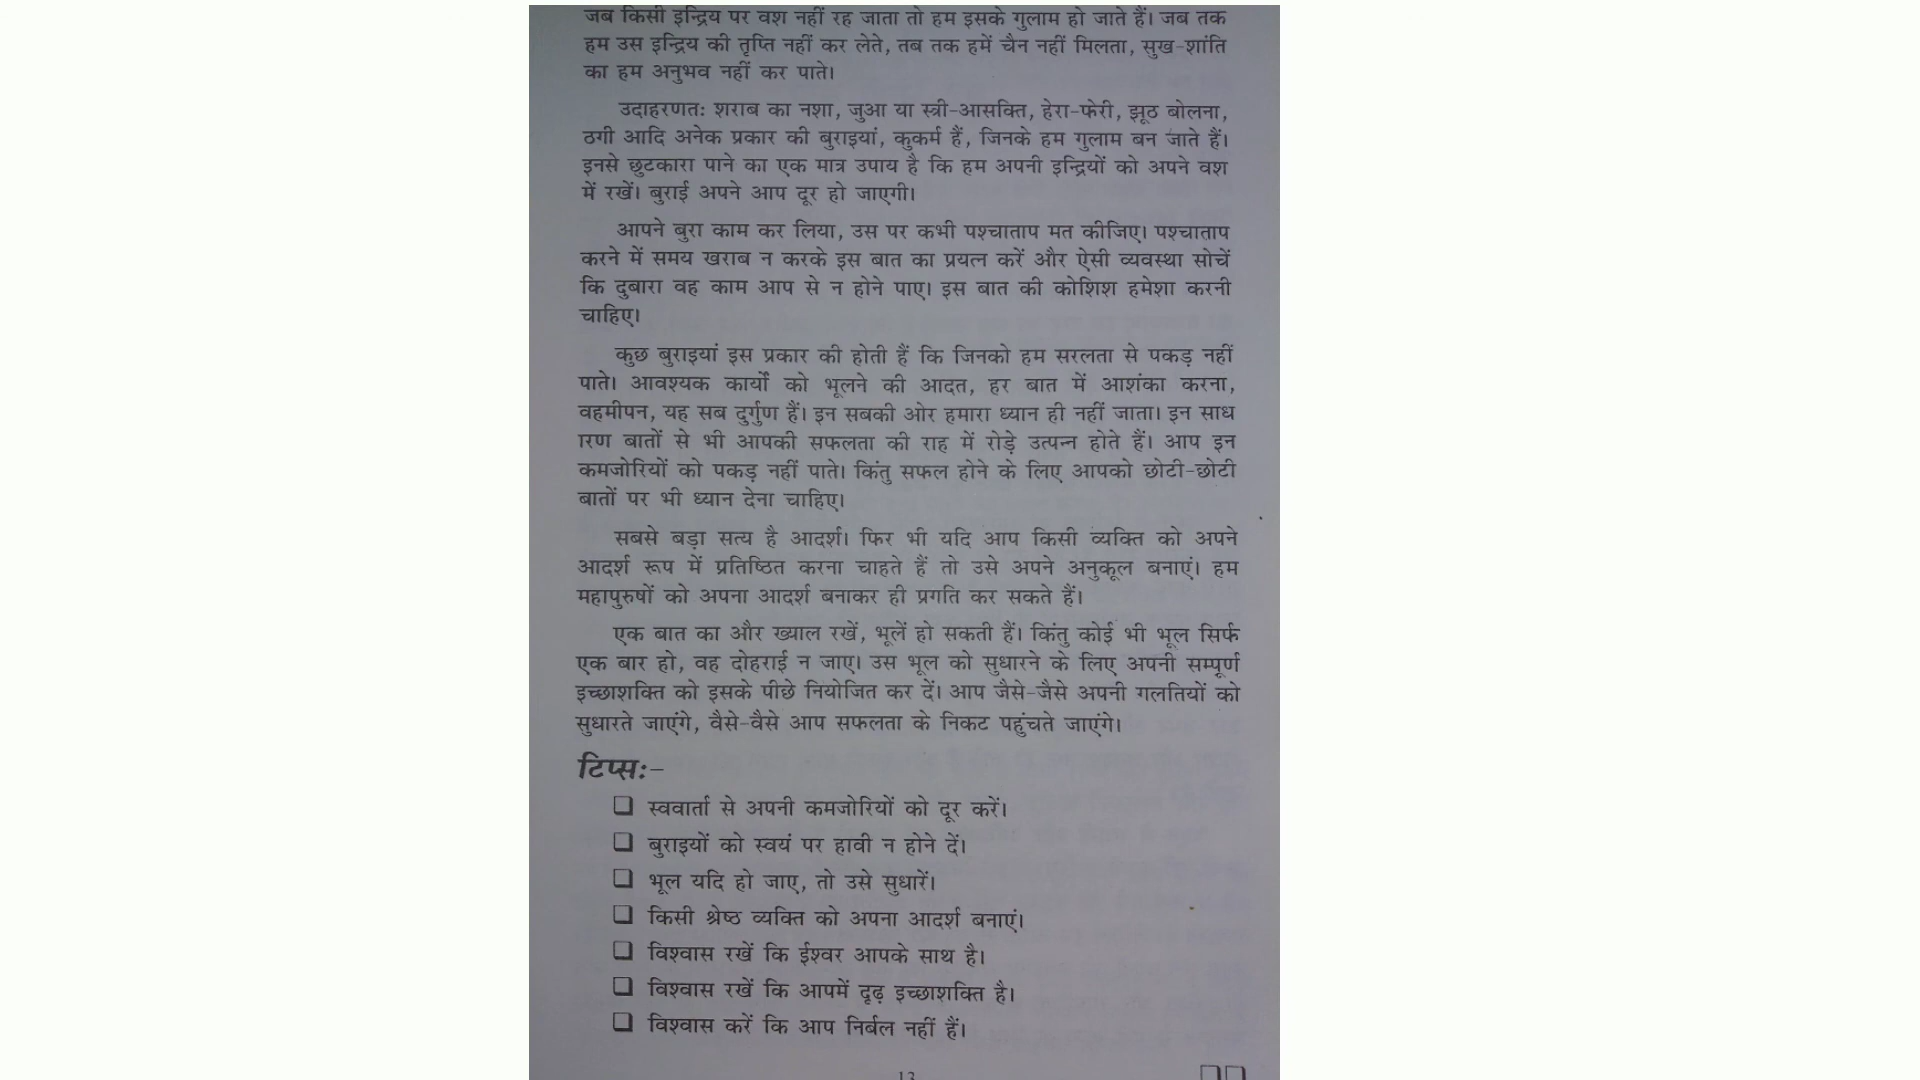 जब किसी इन्द्रिय पर वश नहीं रह जाता तो हम इसके गुलाम हो जाते हैं। जब तक
हम उस इन्द्रिय की तृप्ति नहीं कर लेते, तब तक हमें चैन नहीं मिलता, सुख-शांति
का हम अनुभव नहीं कर पाते।
उदाहरणतः शराब का नशा, जुआ या स्त्री-आसक्ति, हेरा-फेरी, झूठ बोलना,
ठगी आदि अनेक प्रकार की बुराइयां, कुकर्म हैं, जिनके हम गुलाम बन जाते हैं।
इनसे छुटकारा पाने का एक मात्र उपाय है कि हम अपनी इन्द्रियों को अपने वश
में रखें। बुराई अपने आप दूर हो जाएगी।
आपने बुरा काम कर लिया, उस पर कभी पश्चाताप मत कीजिए। पश्चाताप
करने में समय खराब न करके इस बात का प्रयत्न करें और ऐसी व्यवस्था सोचें
कि दुबारा वह काम आप से न होने पाए। इस बात की कोशिश हमेशा करनी
चाहिए।
कुछ बुराइयां इस प्रकार की होती हैं कि जिनको हम सरलता से पकड़ नहीं
पाते। आवश्यक कार्यों को भूलने की आदत, हर बात में आशंका करना,
वहमीपन, यह सब दुर्गुण हैं। इन सबकी ओर हमारा ध्यान ही नहीं जाता। इन साध
ारण बातों से भी आपकी सफलता की राह में रोड़े उत्पन्न होते हैं। आप इन
कमजोरियों को पकड़ नहीं पाते। किंतु सफल होने के लिए आपको छोटी-छोटी
बातों पर भी ध्यान देना चाहिए।
सबसे बड़ा सत्य है आदर्श। फिर भी यदि आप किसी व्यक्ति को अपने
आदर्श रूप में प्रतिष्ठित करना चाहते हैं तो उसे अपने अनुकूल बनाएं। हम
महापुरुषों को अपना आदर्श बनाकर ही प्रगति कर सकते हैं।
एक बात का और ख्याल रखें, भूलें हो सकती हैं। किंतु कोई भी भूल सिर्फ
एक बार हो, वह दोहराई न जाए। उस भूल को सुधारने के लिए अपनी सम्पूर्ण
इच्छाशक्ति को इसके पीछे नियोजित कर दें। आप जैसे-जैसे अपनी गलतियों को
सुधारते जाएंगे, वैसे-वैसे आप सफलता के निकट पहुंचते जाएंगे।
टिप्सः-
❑ स्ववार्ता से अपनी कमजोरियों को दूर करें।
❑ बुराइयों को स्वयं पर हावी न होने दें।
❑ भूल यदि हो जाए, तो उसे सुधारें।
❑ किसी श्रेष्ठ व्यक्ति को अपना आदर्श बनाएं।
❑ विश्वास रखें कि ईश्वर आपके साथ है।
❑ विश्वास रखें कि आपमें दृढ़ इच्छाशक्ति है।
❑ विश्वास करें कि आप निर्बल नहीं हैं।